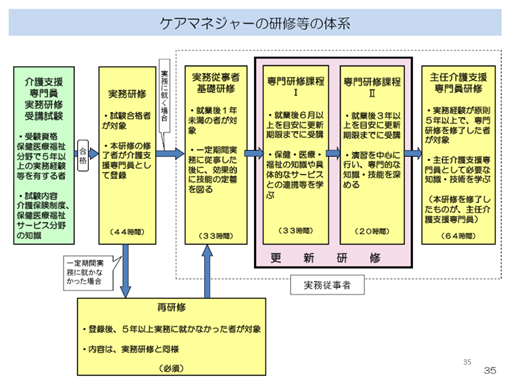 ケアマネジャーの研修等の体系
介護支援
専門員
実務研修
受講試験
・受験資格
保健医療福祉
分野で5年以
上の実務経験
等を有する者
・試験内容
介護保険制度、
保健医療福祉
サービス分野
の知識
合格
実務研修
・試験合格者
が対象
・本研修の修
了者が介護支
援専門員とし
て登録
(44時間)
実務に就く場合
実務従事者
基礎研修
・就業後1年
未満の者が対
象
・一定期間実
務に従事した
後に、効果的
に技能の定着
を図る
(33時間)
専門研修課程
Ⅰ
・就業後6月以
上を目安に更新
期限までに受講
・保健・医療・
福祉の知識や具
体的なサービス
との連携等を学
ぶ
(33時間)
専門研修課程
Ⅱ
・就業後3年以
上を目安に更新
期限までに受講
・演習を中心に
行い、専門的な
知識・技能を深
める
(20時間)
更 新 研 修
主任介護支援
専門員研修
・実務経験が原則
5年以上で、専門
研修を修了した者
が対象
・主任介護支援専
門員として必要な
知識・技術を学ぶ
(本研修を修了し
たものが、主任介
護支援専門員)
(64時間)
実務従事者
一定期間実
務に就かな
かった場合
再研修
・登録後、5年以上実務に就かなかった者が対象
・内容は、実務研修と同様
(必須)
35
35